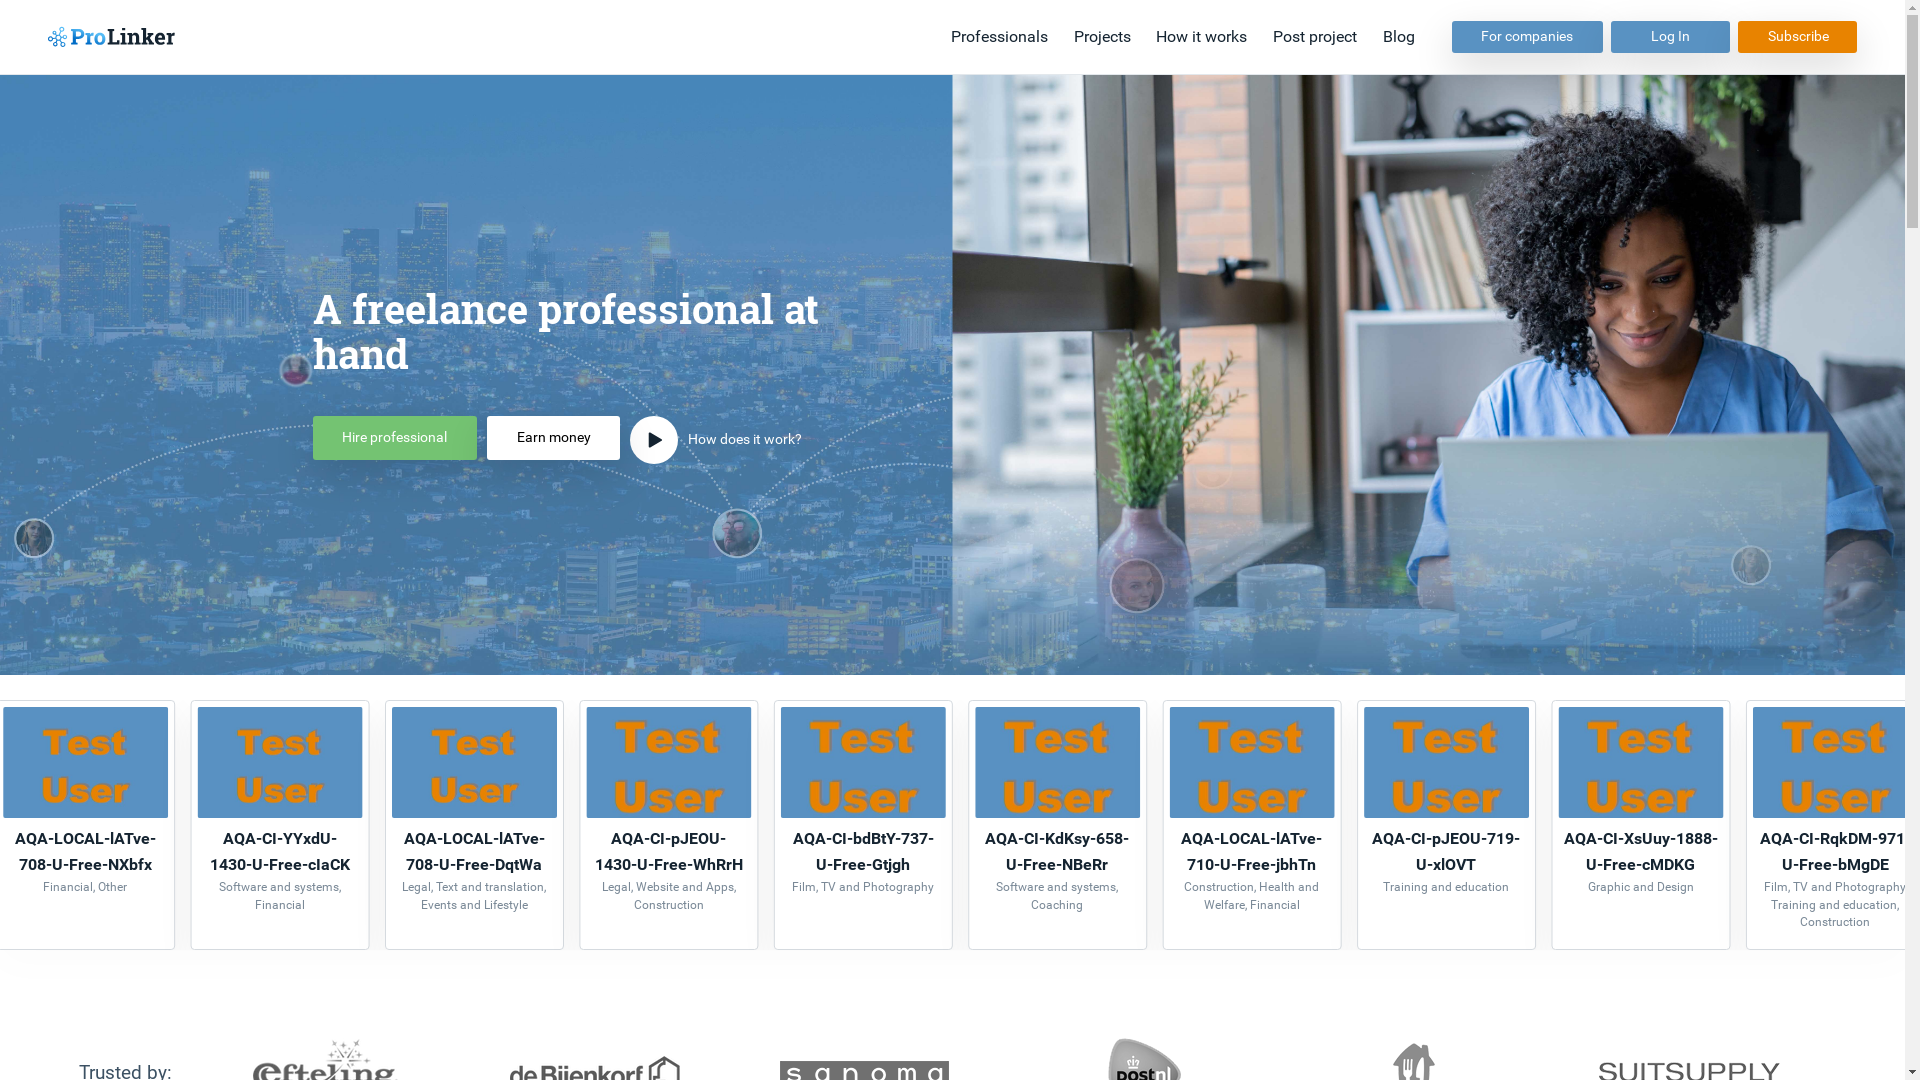 ProLinker
Professionals
Projects
How it works
Post project
Blog
For companies
Log In
Subscribe
A freelance professional at
hand
Hire professional
Earn money
How does it work?
Test
User
AQA-LOCAL-lATve-
708-U-Free-NXbfx
Financial, Other
Test
User
AQA-CI-YYxdU-
1430-U-Free-cIaCK
Software and systems,
Financial
Test
User
AQA-LOCAL-lATve-
708-U-Free-DqtWa
Legal, Text and translation,
Events and Lifestyle
Test
User
AQA-CI-pJEOU-
1430-U-Free-WhRrH
Legal, Website and Apps,
Construction
Test
User
AQA-CI-bdBtY-737-
U-Free-Gtjgh
Film, TV and Photography
Test
User
AQA-CI-KdKsy-658-
U-Free-NBeRr
Software and systems,
Coaching
Test
User
AQA-LOCAL-lATve-
710-U-Free-jbhTn
Construction, Health and
Welfare, Financial
Test
User
AQA-CI-pJEOU-719-
U-xlOVT
Training and education
Test
User
AQA-CI-XsUuy-1888-
U-Free-cMDKG
Graphic and Design
Test
User
AQA-CI-RqkDM-971
U-Free-bMgDE
Film, TV and Photography
Training and education,
Construction
Trusted by:
Efteling
de Bijenkorf
sanoma
postnl
SUITSUPPLY